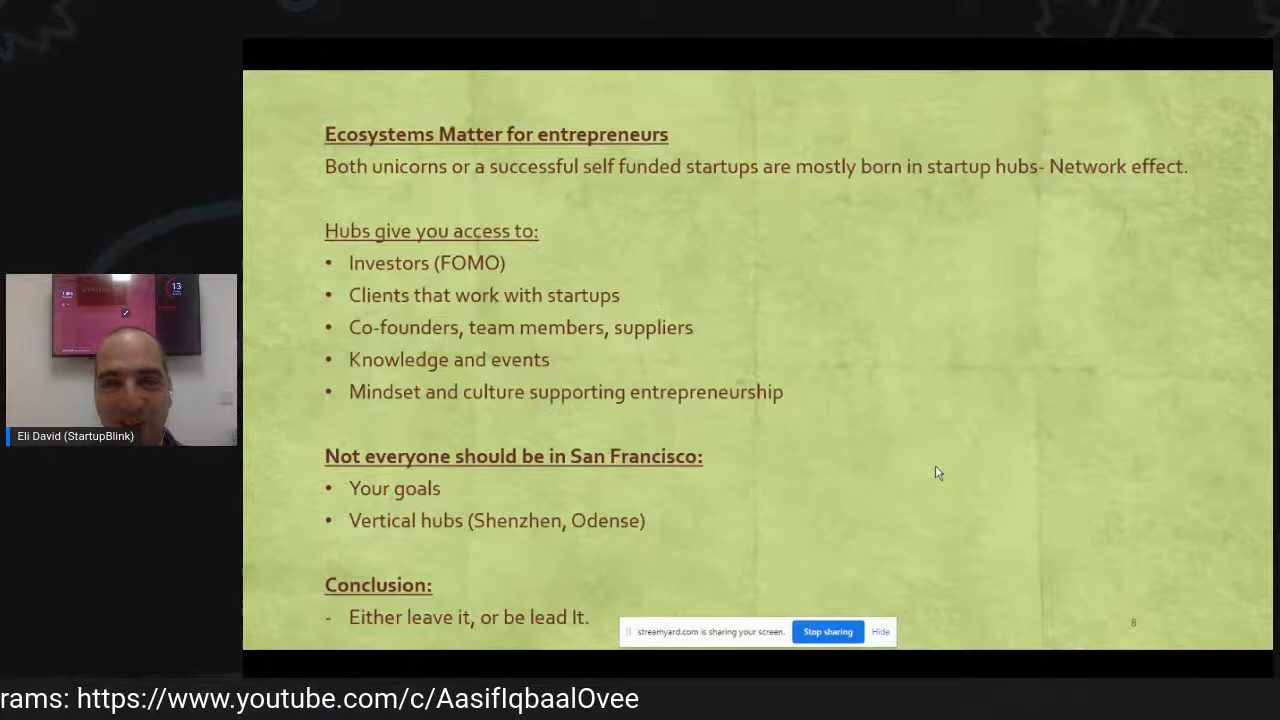 Ecosystems Matter for entrepreneurs
Both unicorns or a successful self funded startups are mostly born in startup hubs- Network effect.
Hubs give you access to:
• Investors (FOMO)
• Clients that work with startups
• Co-founders, team members, suppliers
• Knowledge and events
• Mindset and culture supporting entrepreneurship
13
Eli David (StartupBlink)
Not everyone should be in San Francisco:
• Your goals
• Vertical hubs (Shenzhen, Odense)
Conclusion:
- Either leave it, or be lead It.
streamyard.com is sharing your screen. Stop sharing Hide
8
rams: https://www.youtube.com/c/AasifIqbaalOvee